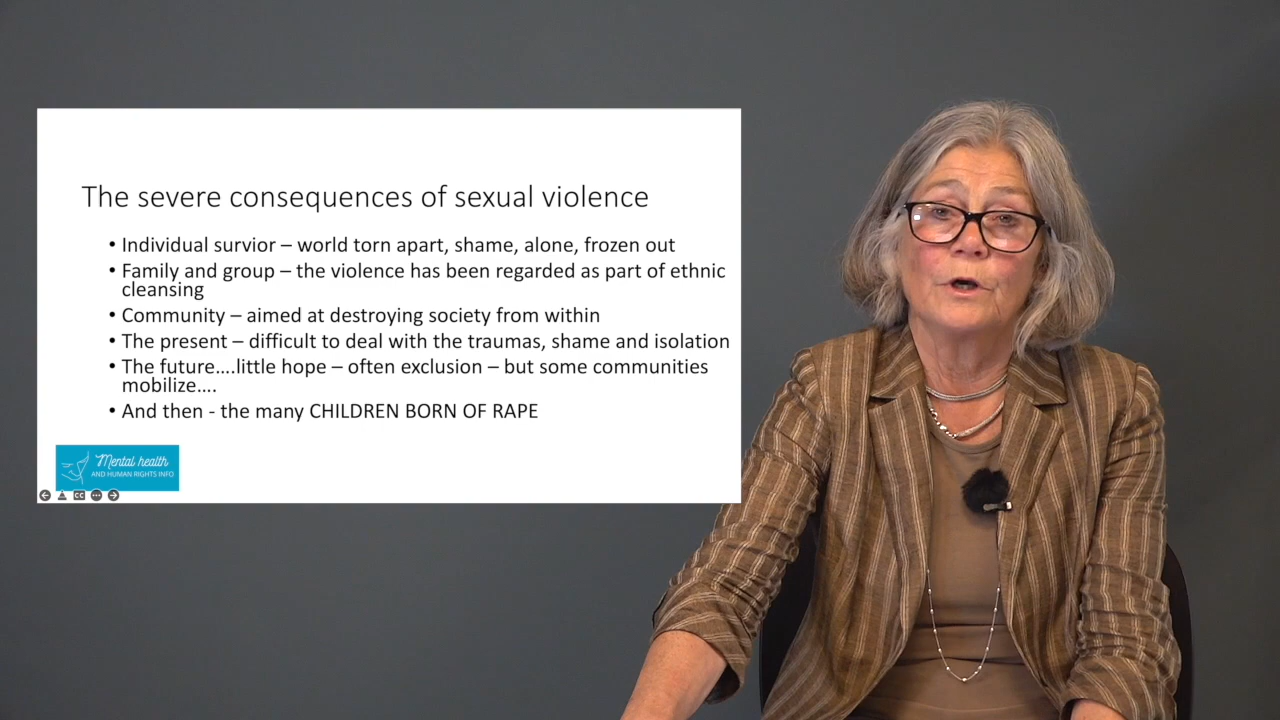 The severe consequences of sexual violence
• Individual survior – world torn apart, shame, alone, frozen out
• Family and group – the violence has been regarded as part of ethnic
cleansing
• Community – aimed at destroying society from within
• The present – difficult to deal with the traumas, shame and isolation
• The future….little hope – often exclusion – but some communities
mobilize….
• And then - the many CHILDREN BORN OF RAPE
Mental health
AND HUMAN RIGHTS INFO
CC